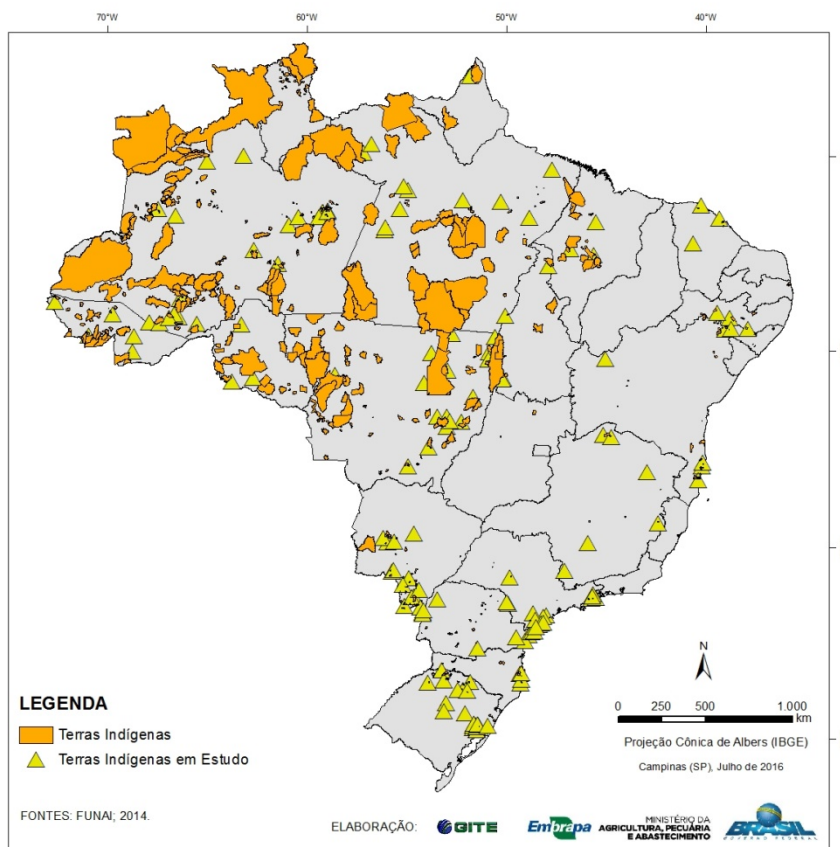 70°W 60°W 50°W 40°W
LEGENDA
Terras Indígenas
Terras Indígenas em Estudo
N
0 250 500 1.000
km
Projeção Cônica de Albers (IBGE)
Campinas (SP), Julho de 2016
FONTES: FUNAI; 2014.
ELABORAÇÃO:
GITE
Embrapa
MINISTÉRIO DA
AGRICULTURA, PECUÁRIA
E ABASTECIMENTO
BRASIL
GOVERNO FEDERAL